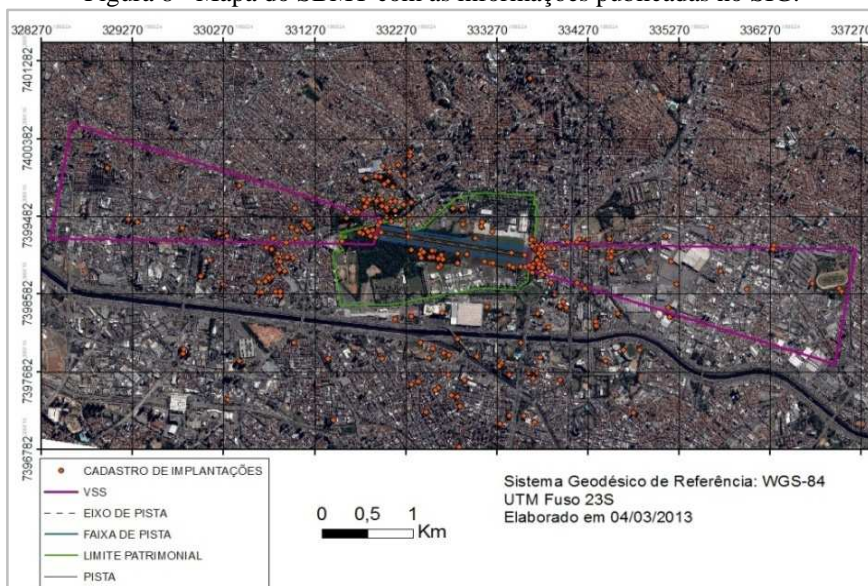 Figura 6 - Mapa do SBMT com as informações publicadas no SIG.
328270 329270 330270 331270 332270 333270 334270 335270 336270 337270
7401282
7400382
7399482
7398582
7397682
7396782
CADASTRO DE IMPLANTAÇÕES
VSS
EIXO DE PISTA
FAIXA DE PISTA
LIMITE PATRIMONIAL
PISTA
0 0,5 1
Km
Sistema Geodésico de Referência: WGS-84
UTM Fuso 23S
Elaborado em 04/03/2013